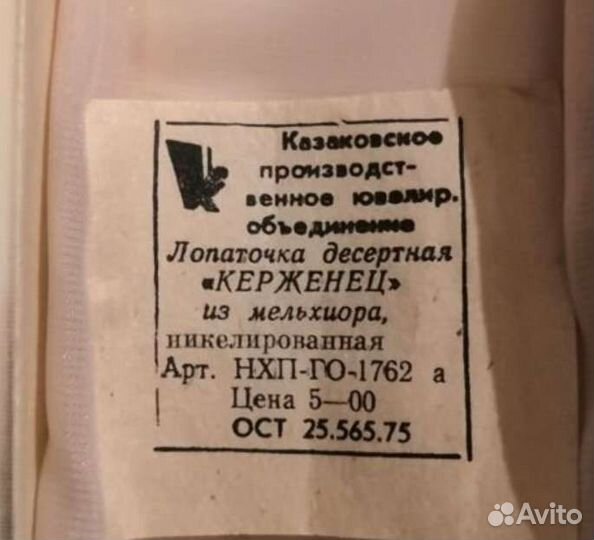 Казаковское
производст-
венное ювелир.
объединение
Лопаточка десертная
«КЕРЖЕНЕЦ»
из мельхиора,
никелированная
Арт. НХП-ГО-1762 а
Цена 5—00
ОСТ 25.565.75
Avito